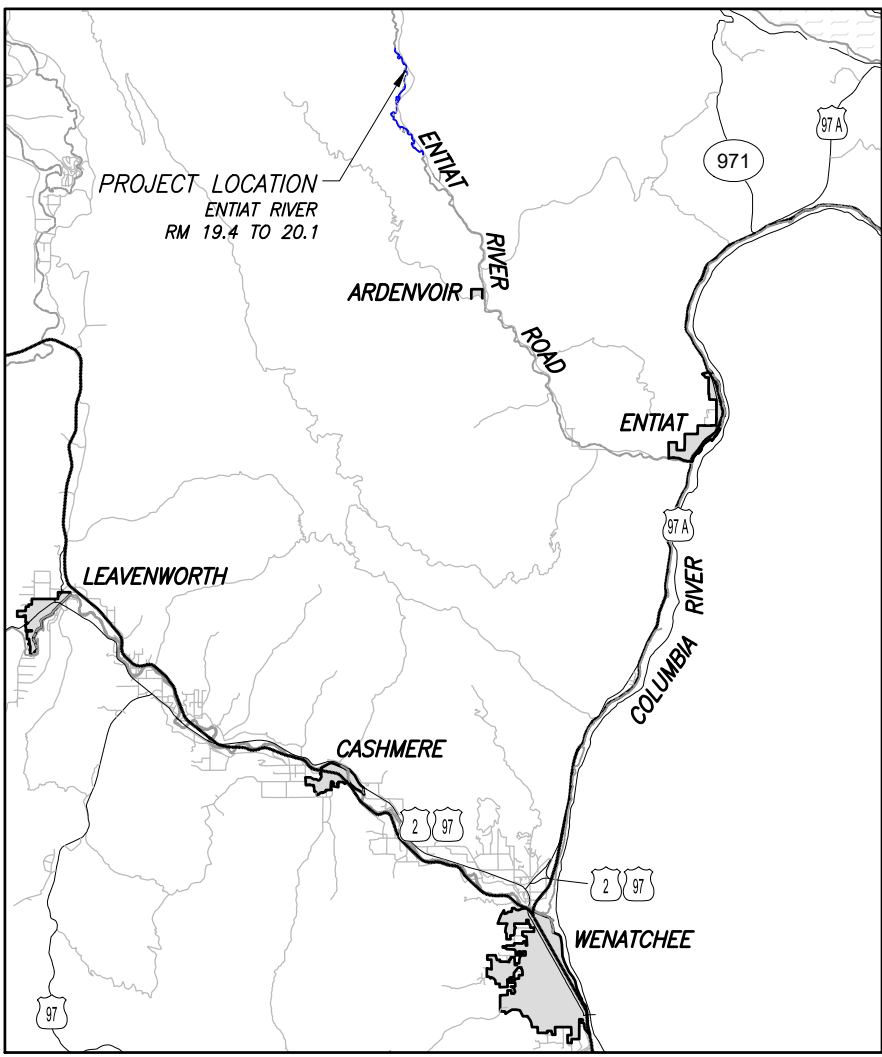 97 A
971
ENTIAT
PROJECT LOCATION
ENTIAT RIVER
RM 19.4 TO 20.1
RIVER
ARDENVOIR
ROAD
ENTIAT
97 A
LEAVENWORTH
RIVER
COLUMBIA
CASHMERE
2 97
2 97
WENATCHEE
97